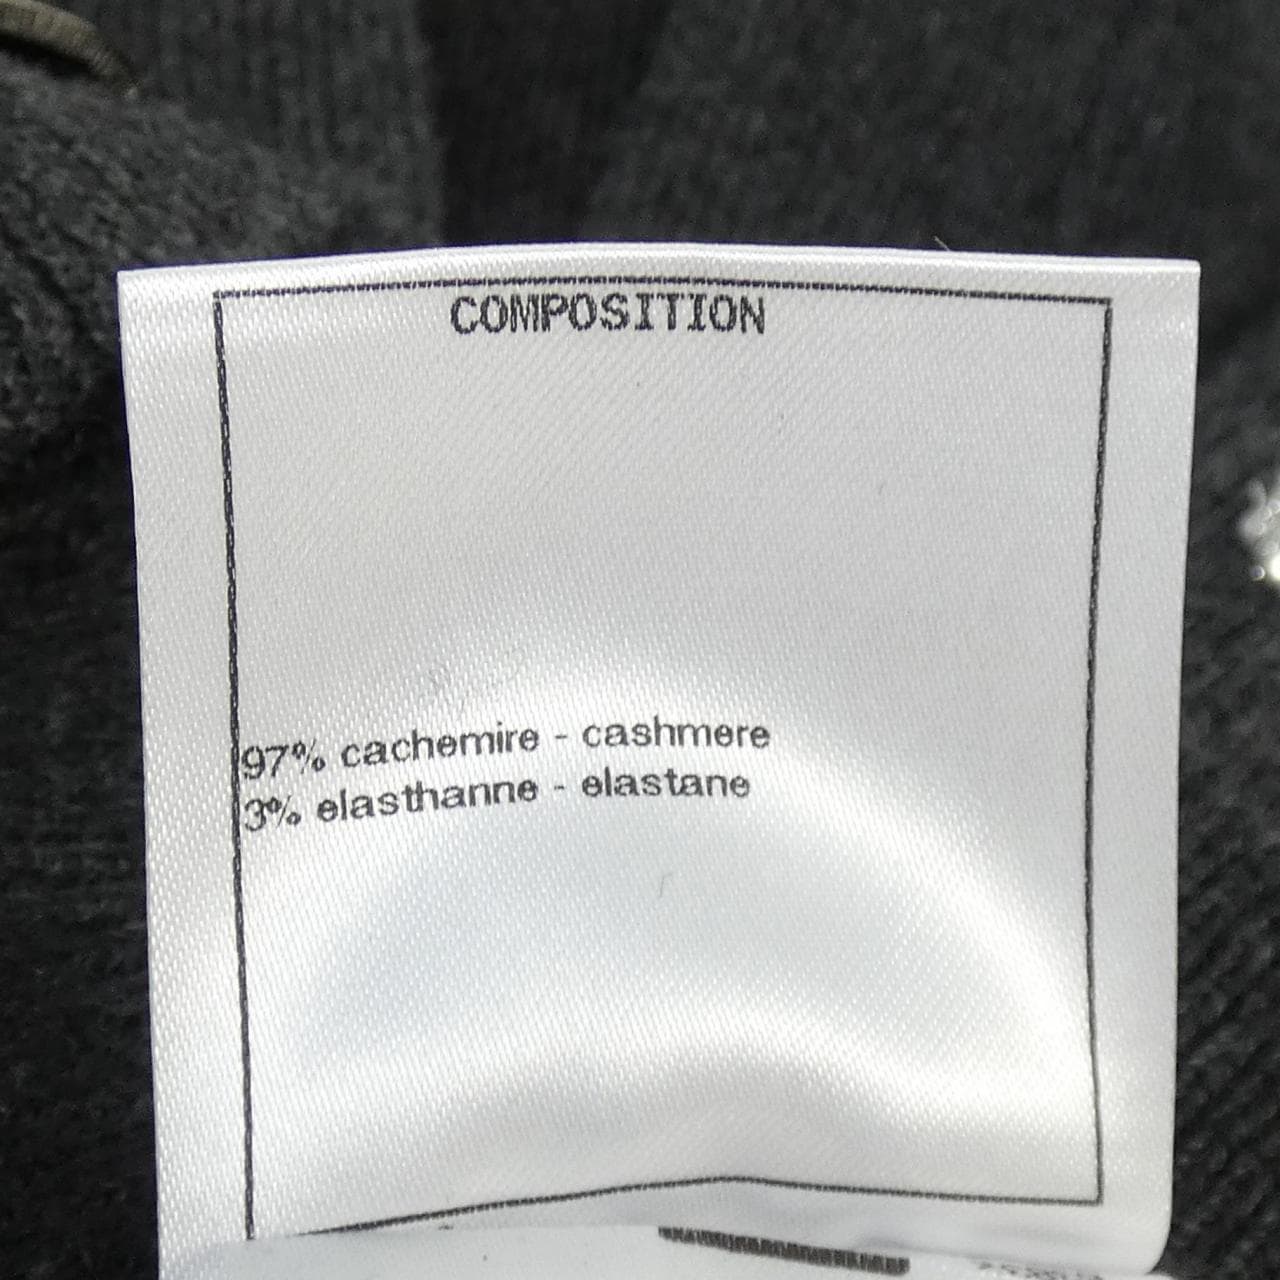 COMPOSITION
97% cachemire - cashmere
3% elasthanne - elastane